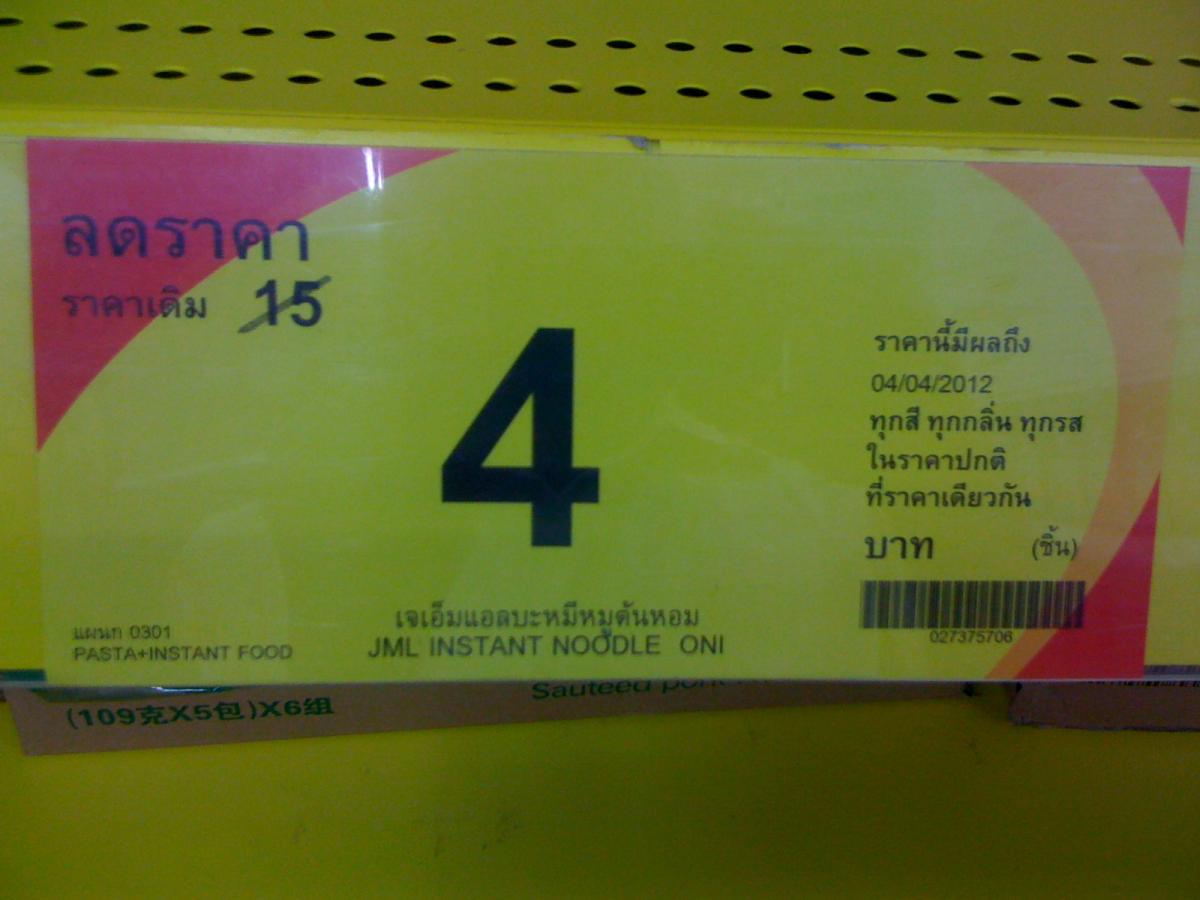 ลดราคา
ราคาเดิม 15
4
ราคานี้มีผลถึง
04/04/2012
ทุกสี ทุกกลิ่น ทุกรส
ในราคาปกติ
ที่ราคาเดียวกัน
บาท (ชิ้น)
027375706
เจเอ็มแอลบะหมี่หมูต้นหอม
JML INSTANT NOODLE ONI
แผนก 0301
PASTA+INSTANT FOOD
(109克X5包)X6组
Sauteed